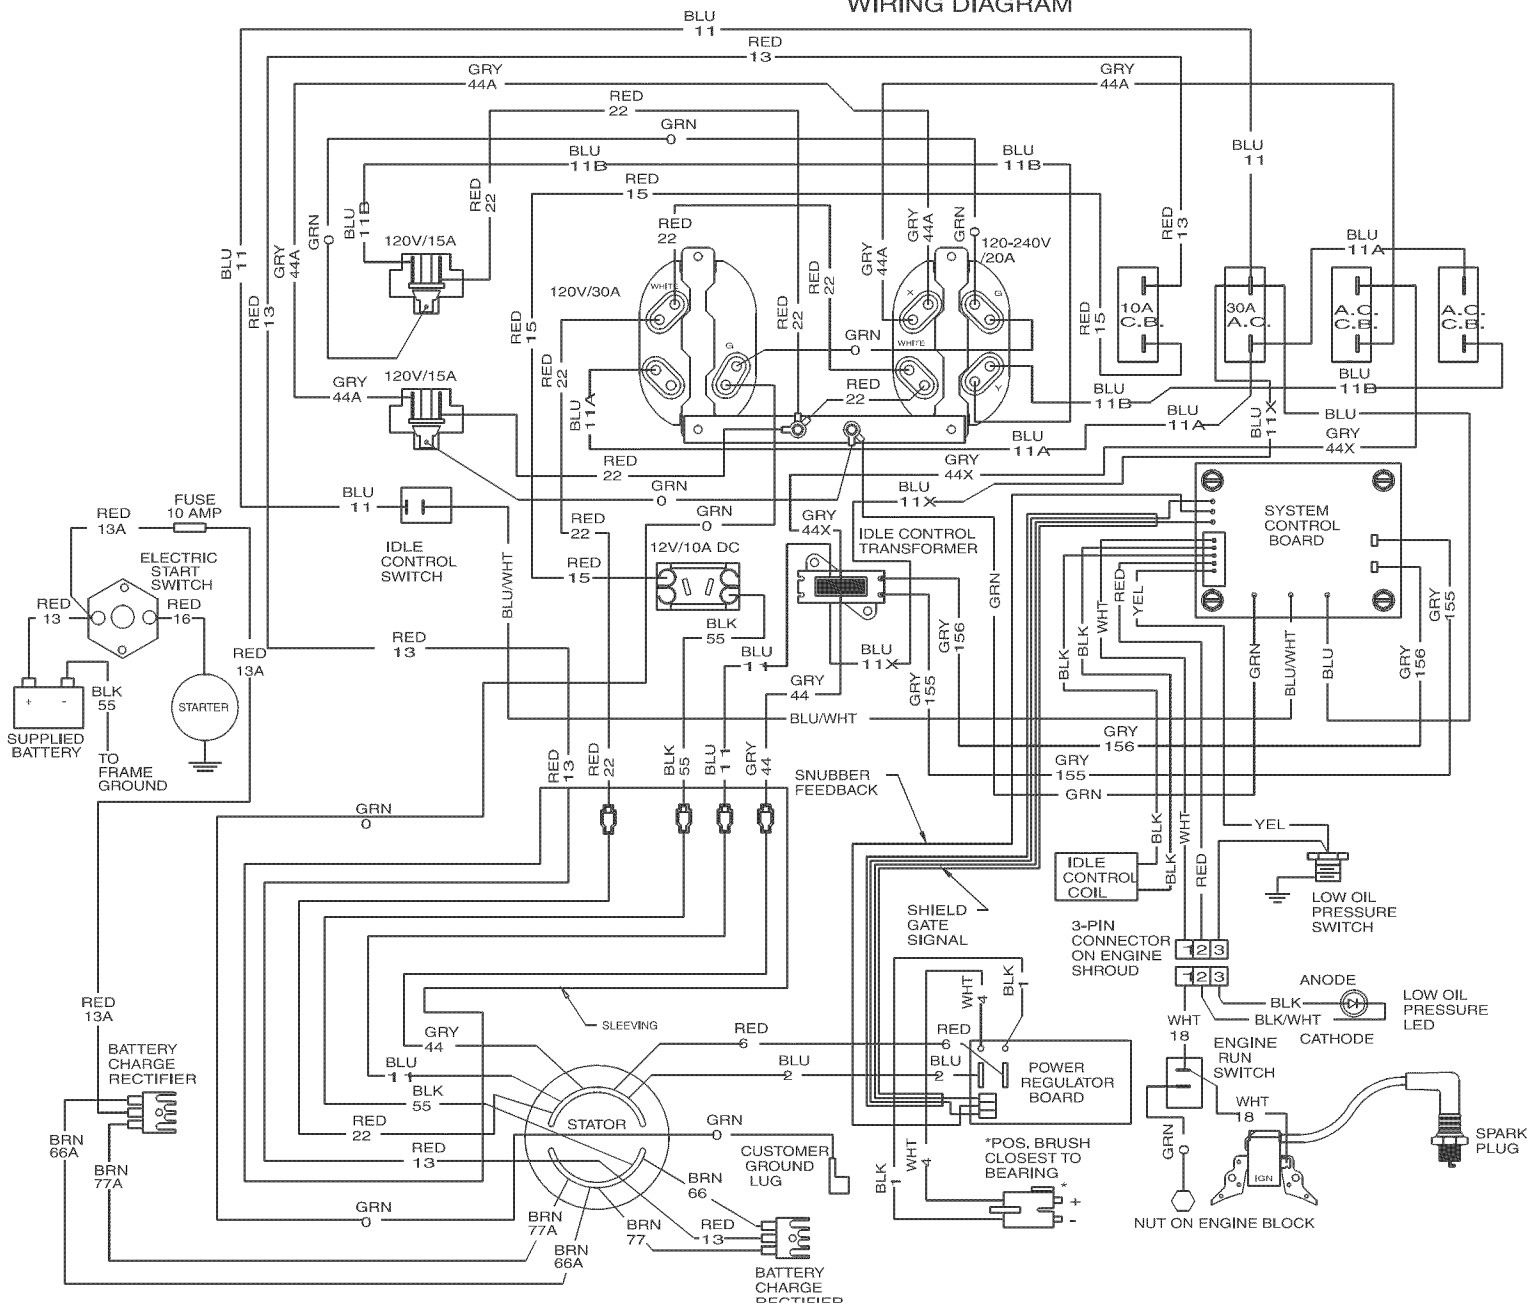 WIRING DIAGRAM
BLU
11
RED
13
GRY
44A
GRY
44A
RED
22
GRN
0
BLU
11
BLU
11B
BLU
11B
RED
15
RED
22
GRN
0
BLU
11B
RED
22
GRY
44A
GRY
44A
GRN
0
RED
13
BLU
11
GRY
44A
RED
13
120V/15A
120-240V
/20A
BLU
11A
120V/30A
WHITE
X
G
RED
22
RED
22
RED
15
10A
C.B.
30A
A.C.
A.C.
C.B.
A.C.
C.B.
RED
15
RED
22
GRN
0
WHITE
G
Y
120V/15A
GRY
44A
BLU
11A
RED
22
BLU
11B
BLU
11B
BLU
11A
BLU
11X
BLU
GRY
44X
BLU
11A
RED
22
GRY
44X
GRN
0
BLU
11X
BLU
11
FUSE
10 AMP
RED
13A
GRN
0
GRY
44X
RED
22
IDLE CONTROL
TRANSFORMER
SYSTEM
CONTROL
BOARD
IDLE
CONTROL
SWITCH
12V/10A DC
ELECTRIC
START
SWITCH
RED
15
BLU/WHT
GRN
RED
YEL
WHT
BLK
BLK
GRY
155
GRY
156
RED
13
RED
16
BLK
55
GRY
156
GRY
155
GRN
BLU/WHT
BLU
RED
13
RED
13A
BLU
11
BLU
11X
GRY
44
BLK
55
STARTER
+
-
SUPPLIED
BATTERY
TO
FRAME
GROUND
BLU/WHT
GRY
156
GRY
155
GRN
RED
13
RED
22
BLK
55
BLU
11
GRY
44
SNUBBER
FEEDBACK
GRN
0
BLK
WHT
YEL
BLK
RED
IDLE
CONTROL
COIL
LOW OIL
PRESSURE
SWITCH
SHIELD
GATE
SIGNAL
3-PIN
CONNECTOR
ON ENGINE
SHROUD
1 2 3
1 2 3
ANODE
BLK
BLK/WHT
CATHODE
LOW OIL
PRESSURE
LED
WHT
4
BLK
1
RED
13A
SLEEVING
WHT
18
ENGINE
RUN
SWITCH
GRY
44
RED
6
RED
6
BATTERY
CHARGE
RECTIFIER
BLU
11
BLU
2
BLU
2
POWER
REGULATOR
BOARD
BLK
55
WHT
18
STATOR
RED
22
GRN
0
GRN
BRN
66A
BRN
77A
RED
13
CUSTOMER
GROUND
LUG
*POS. BRUSH
CLOSEST TO
BEARING
WHT
4
BLK
1
SPARK
PLUG
BRN
66
*
+
-
IGN
GRN
0
BRN
77A
BRN
77
RED
13
NUT ON ENGINE BLOCK
BRN
66A
BATTERY
CHARGE
RECTIFIER